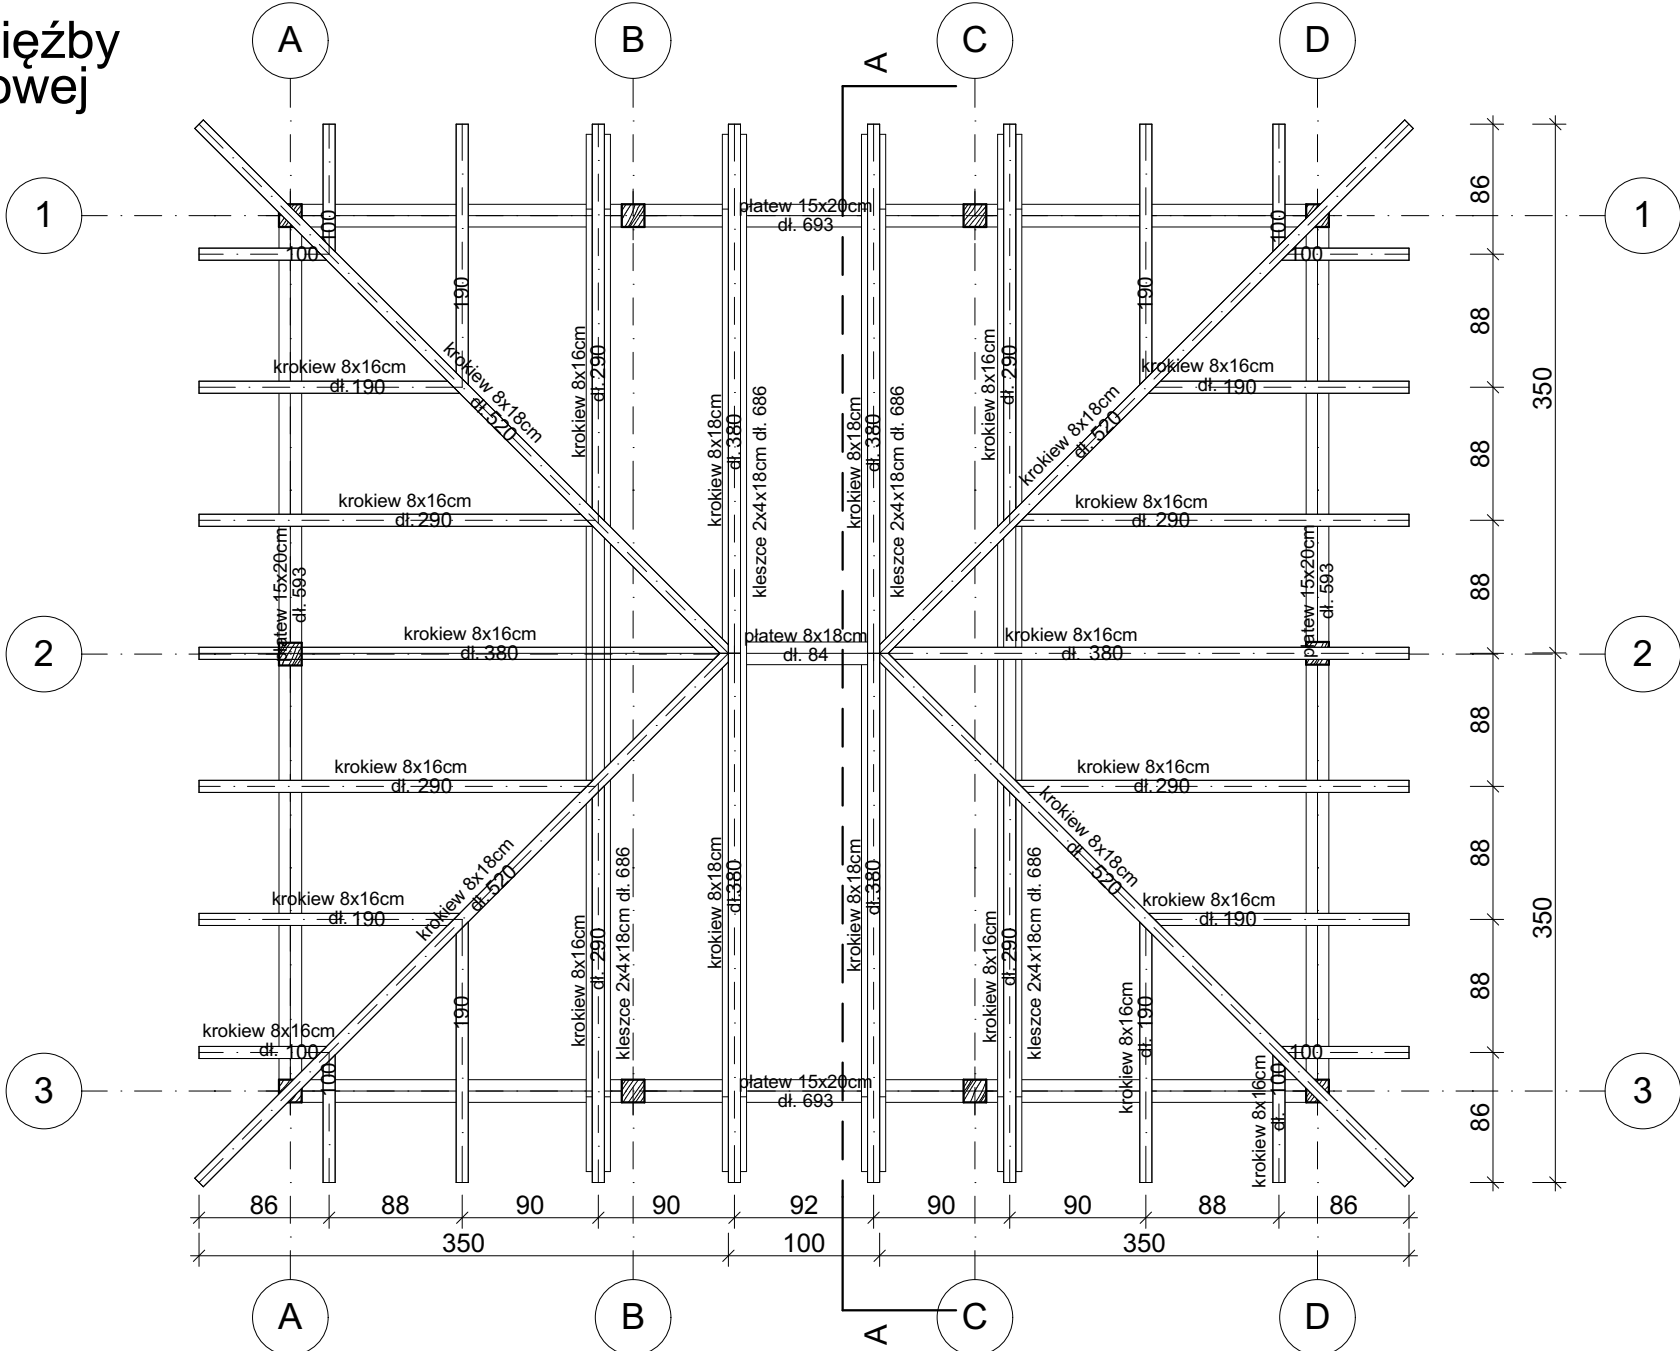 ięźby
owej
A
B
C
D
A
1
1
86
płatew 15x20cm
dł. 693
100
100
100
100
88
190
190
krokiew 8x16cm
dł. 190
krokiew 8x18cm
dł. 520
krokiew 8x16cm
dł. 290
krokiew 8x18cm
dł. 380
kleszce 2x4x18cm dł. 686
krokiew 8x18cm
dł. 380
kleszce 2x4x18cm dł. 686
krokiew 8x16cm
dł. 290
krokiew 8x18cm
dł. 520
krokiew 8x16cm
dł. 190
350
88
krokiew 8x16cm
dł. 290
krokiew 8x16cm
dł. 290
płatew 15x20cm
dł. 593
płatew 15x20cm
dł. 593
88
2
krokiew 8x16cm
dł. 380
płatew 8x18cm
dł. 84
krokiew 8x16cm
dł. 380
2
88
krokiew 8x16cm
dł. 290
krokiew 8x16cm
dł. 290
88
krokiew 8x18cm
dł. 520
krokiew 8x18cm
dł.380
krokiew 8x18cm
dł.380
krokiew 8x18cm
dł. 520
krokiew 8x16cm
dł. 190
krokiew 8x16cm
dł. 290
kleszce 2x4x18cm dł. 686
krokiew 8x16cm
dł. 290
kleszce 2x4x18cm dł. 686
krokiew 8x16cm
dł. 190
350
88
190
krokiew 8x16cm
dł. 190
krokiew 8x16cm
dł. 100
100
100
krokiew 8x16cm
dł. 100
3
płatew 15x20cm
dł. 693
3
86
86
88
90
90
92
90
90
88
86
350
100
350
A
B
C
D
A